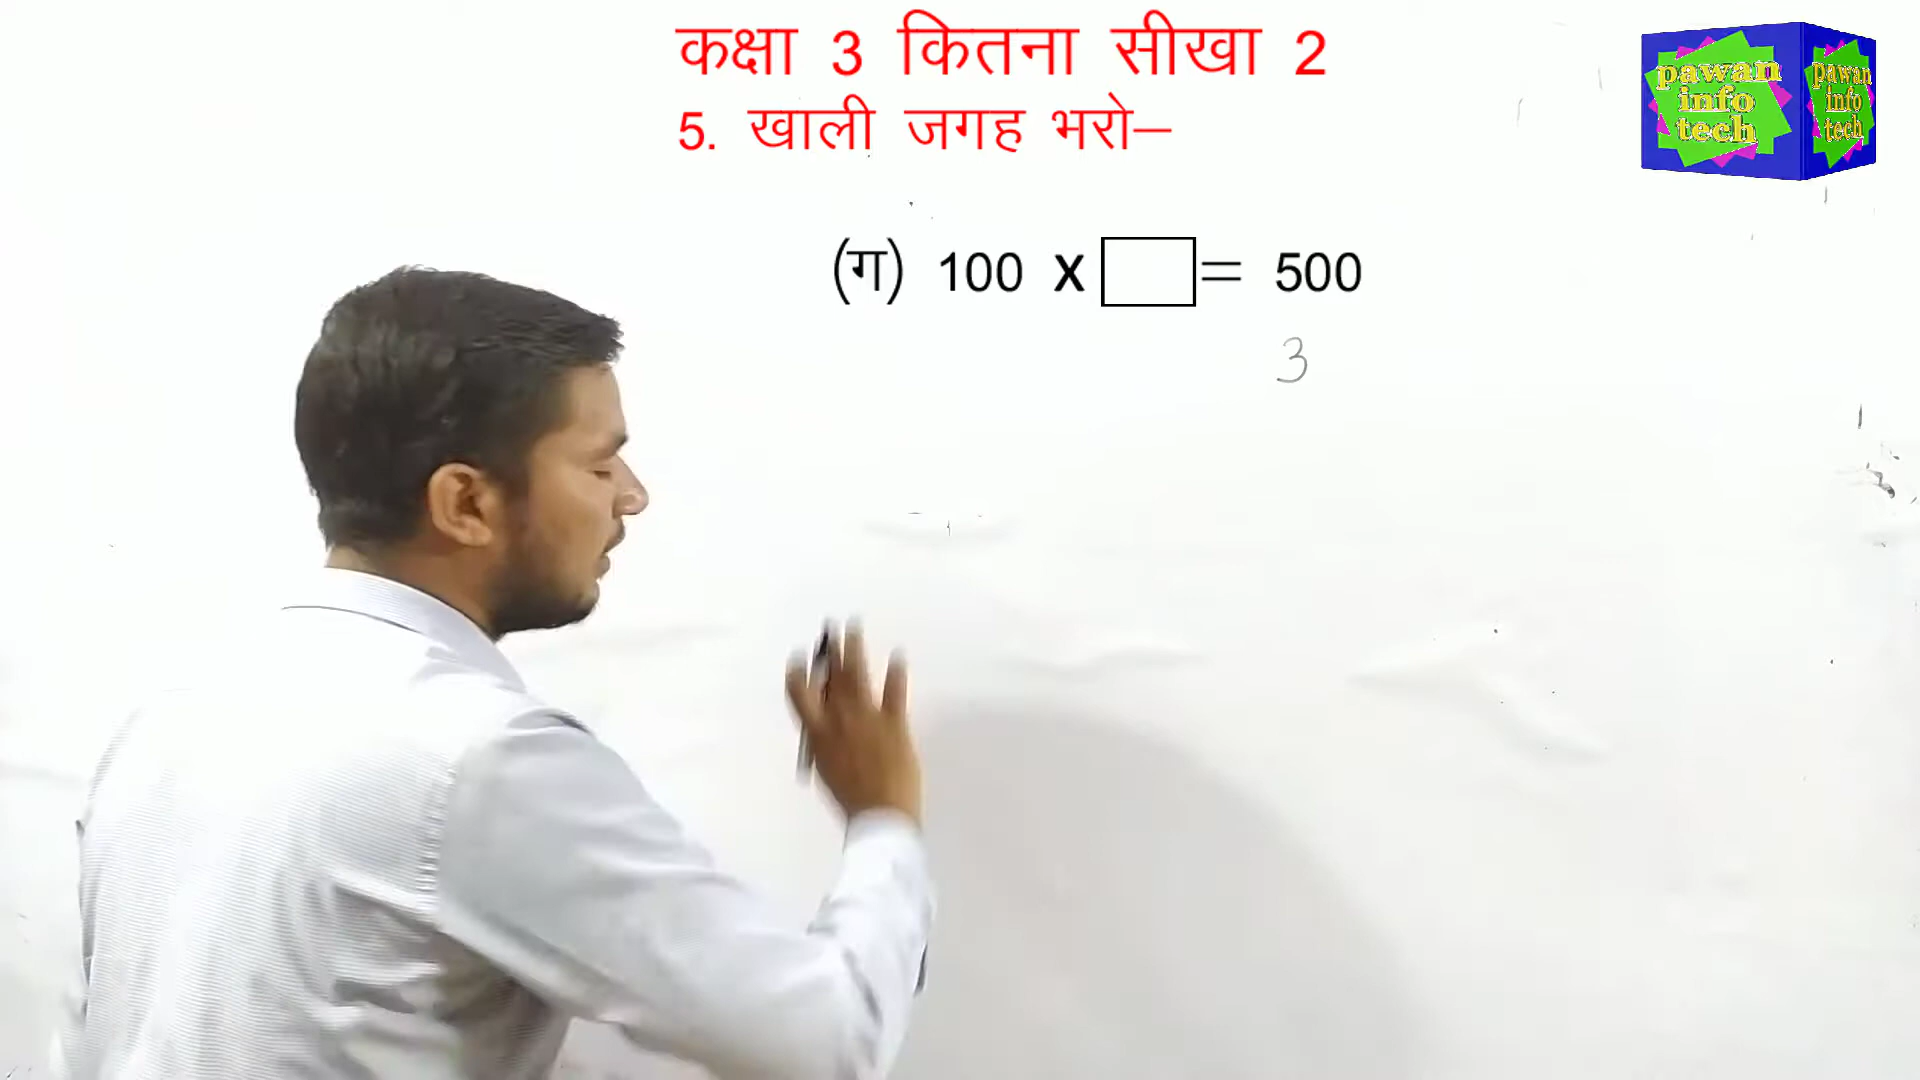 कक्षा 3 कितना सीखा 2
5. खाली जगह भरो–
(ग) 100 x = 500
3
pawan
info
tech
pawan
info
tech